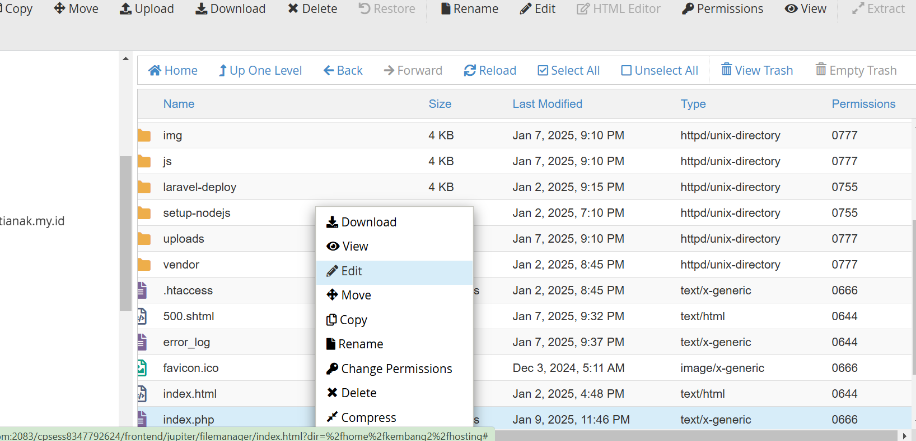 Copy Move Upload Download Delete Restore Rename Edit HTML Editor Permissions View Extract
Home Up One Level Back Forward Reload Select All Unselect All View Trash Empty Trash
Name Size Last Modified Type Permissions
img 4 KB Jan 7, 2025, 9:10 PM httpd/unix-directory 0777
js 4 KB Jan 7, 2025, 9:10 PM httpd/unix-directory 0777
laravel-deploy 4 KB Jan 2, 2025, 9:15 PM httpd/unix-directory 0755
setup-nodejs Jan 2, 2025, 7:10 PM httpd/unix-directory 0755
tianak.my.id
uploads Jan 7, 2025, 9:10 PM httpd/unix-directory 0777
vendor Jan 2, 2025, 8:45 PM httpd/unix-directory 0777
.htaccess s Jan 2, 2025, 8:45 PM text/x-generic 0666
500.shtml Jan 7, 2025, 9:32 PM text/html 0644
error_log Jan 7, 2025, 9:37 PM text/x-generic 0644
favicon.ico Dec 3, 2024, 5:11 AM image/x-generic 0666
index.html Jan 2, 2025, 4:48 PM text/html 0644
index.php s Jan 9, 2025, 11:46 PM text/x-generic 0666
Download
View
Edit
Move
Copy
Rename
Change Permissions
Delete
Compress
om:2083/cpsess8347792624/frontend/jupiter/filemanager/index.html?dir=%2fhome%2fkembang2%2fhosting#